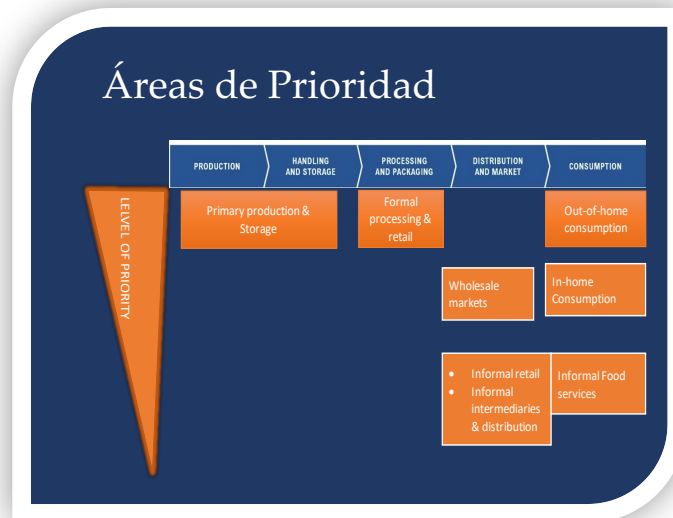 Áreas de Prioridad
PRODUCTION
HANDLING
AND STORAGE
PROCESSING
AND PACKAGING
DISTRIBUTION
AND MARKET
CONSUMPTION
LELVEL OF PRIORITY
Primary production &
Storage
Formal
processing &
retail
Out-of-home
consumption
Wholesale
markets
In-home
Consumption
• Informal retail
• Informal
intermediaries
& distribution
Informal Food
services